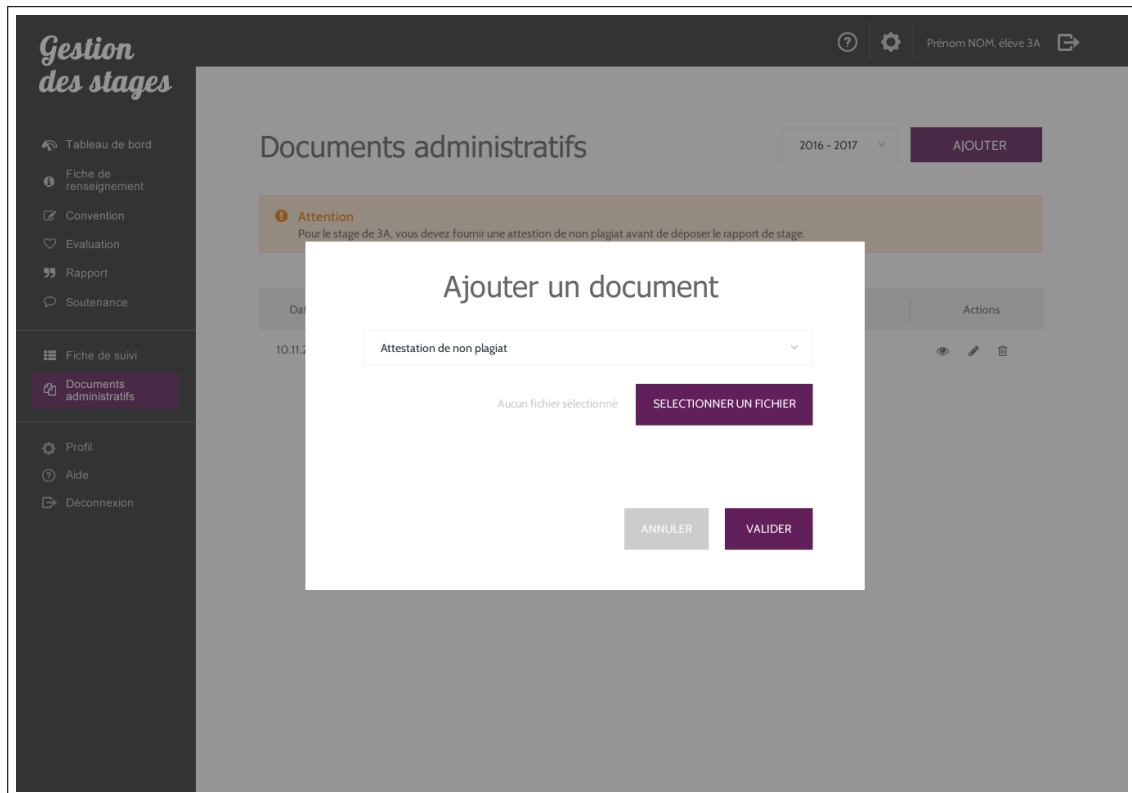 Gestion
des stages
Prénom NOM, élève 3A
Tableau de bord
Fiche de
renseignement
Convention
Evaluation
Rapport
Soutenance
Fiche de suivi
Documents
administratifs
Profil
Aide
Déconnexion
Documents administratifs
2016 - 2017
AJOUTER
Attention
Pour le stage de 3A, vous devez fournir une attestion de non plagiat avant de déposer le rapport de stage.
Actions
10.11.2
Ajouter un document
Attestation de non plagiat
Aucun fichier sélectionné
SELECTIONNER UN FICHIER
ANNULER
VALIDER